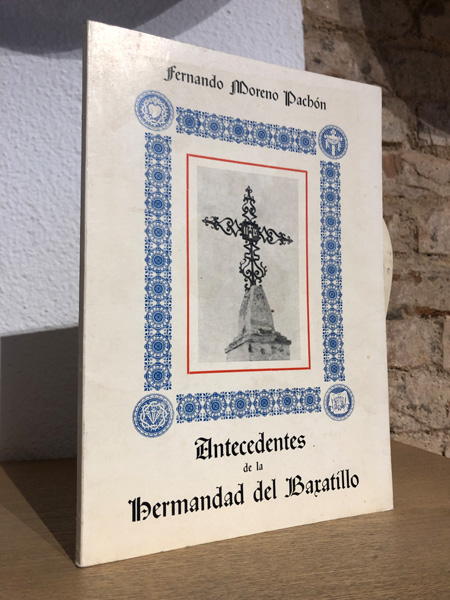 Fernando Moreno Pachón
Antecedentes
de la
Hermandad del Baratillo